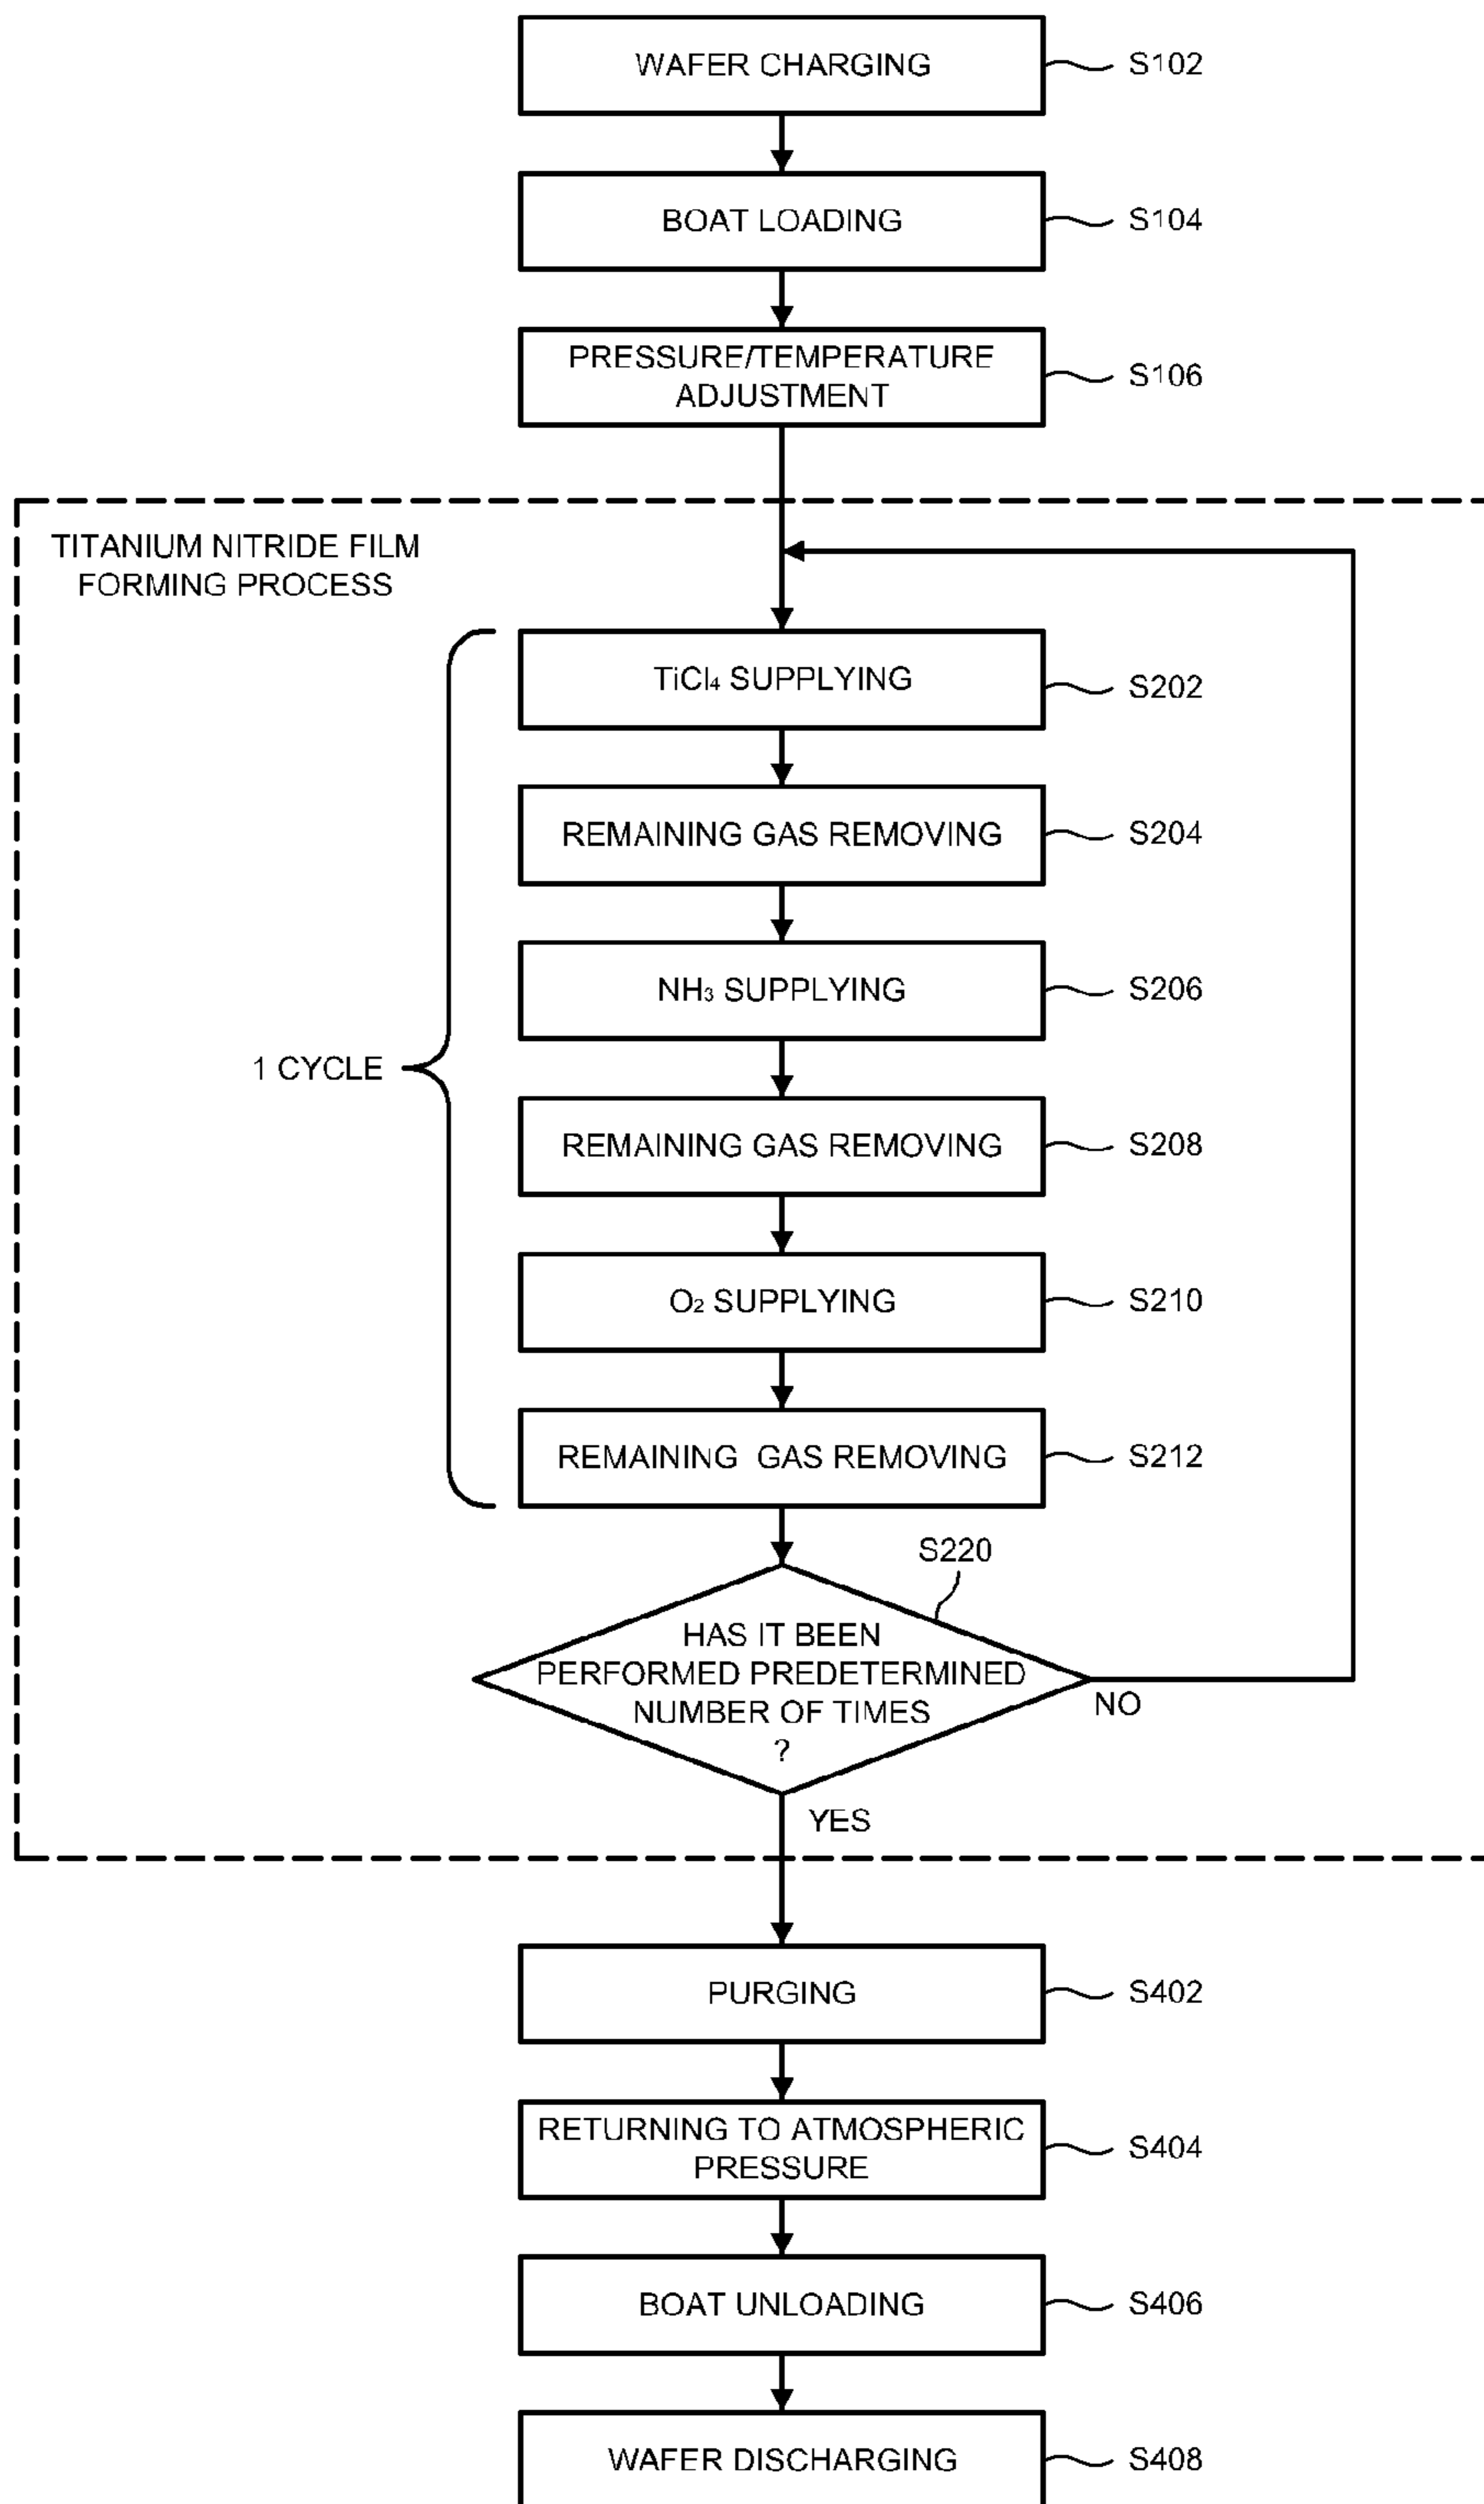 WAFER CHARGING
S102
BOAT LOADING
S104
PRESSURE/TEMPERATURE
ADJUSTMENT
S106
TITANIUM NITRIDE FILM
FORMING PROCESS
TiCl₄ SUPPLYING
S202
REMAINING GAS REMOVING
S204
NH₃ SUPPLYING
S206
1 CYCLE
REMAINING GAS REMOVING
S208
O₂ SUPPLYING
S210
REMAINING GAS REMOVING
S212
S220
HAS IT BEEN
PERFORMED PREDETERMINED
NUMBER OF TIMES
?
NO
YES
PURGING
S402
RETURNING TO ATMOSPHERIC
PRESSURE
S404
BOAT UNLOADING
S406
WAFER DISCHARGING
S408